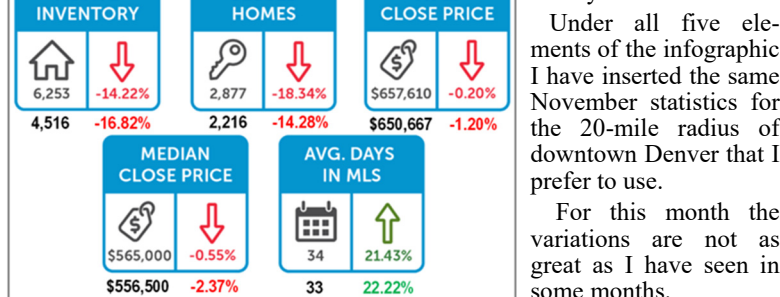 INVENTORY
6,253 -14.22%
4,516 -16.82%
HOMES
2,877 -18.34%
2,216 -14.28%
CLOSE PRICE
$657,610 -0.20%
$650,667 -1.20%
MEDIAN
CLOSE PRICE
$565,000 -0.55%
$556,500 -2.37%
AVG. DAYS
IN MLS
34 21.43%
33 22.22%
Under all five ele-
ments of the infographic
I have inserted the same
November statistics for
the 20-mile radius of
downtown Denver that I
prefer to use.
For this month the
variations are not as
great as I have seen in
some months.